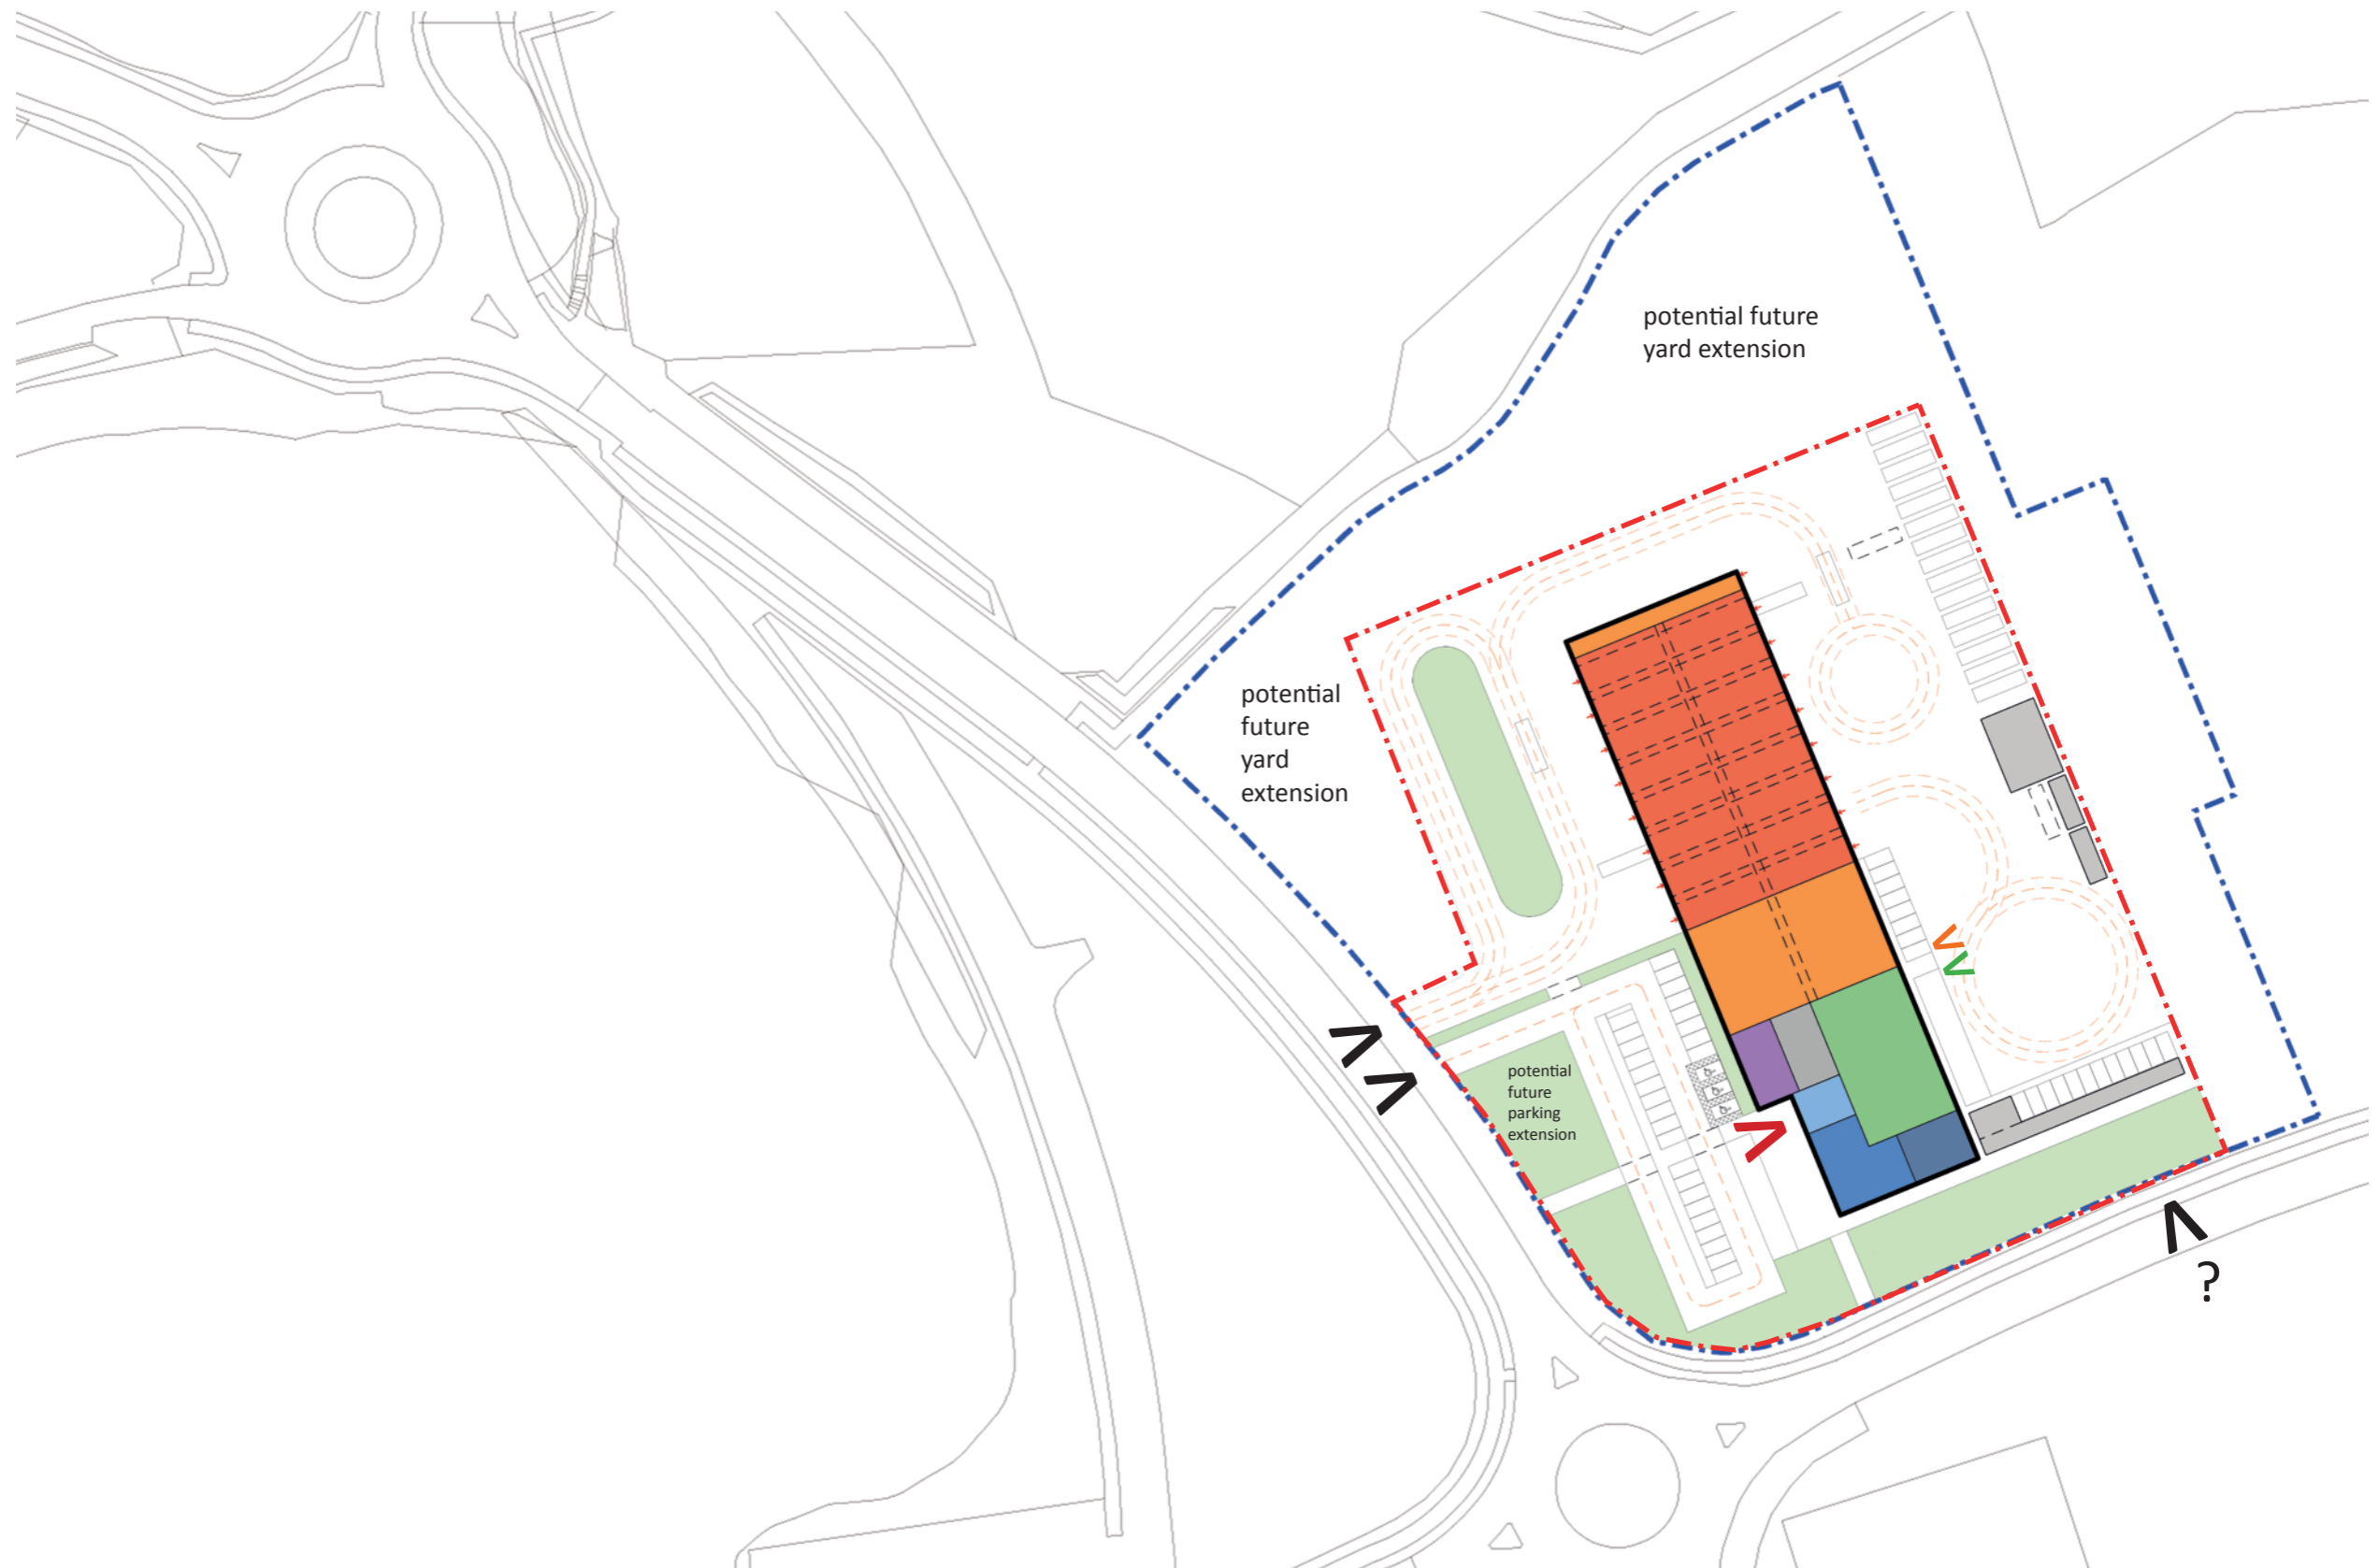 potential future
yard extension
potential
future
yard
extension
potential
future
parking
extension
?